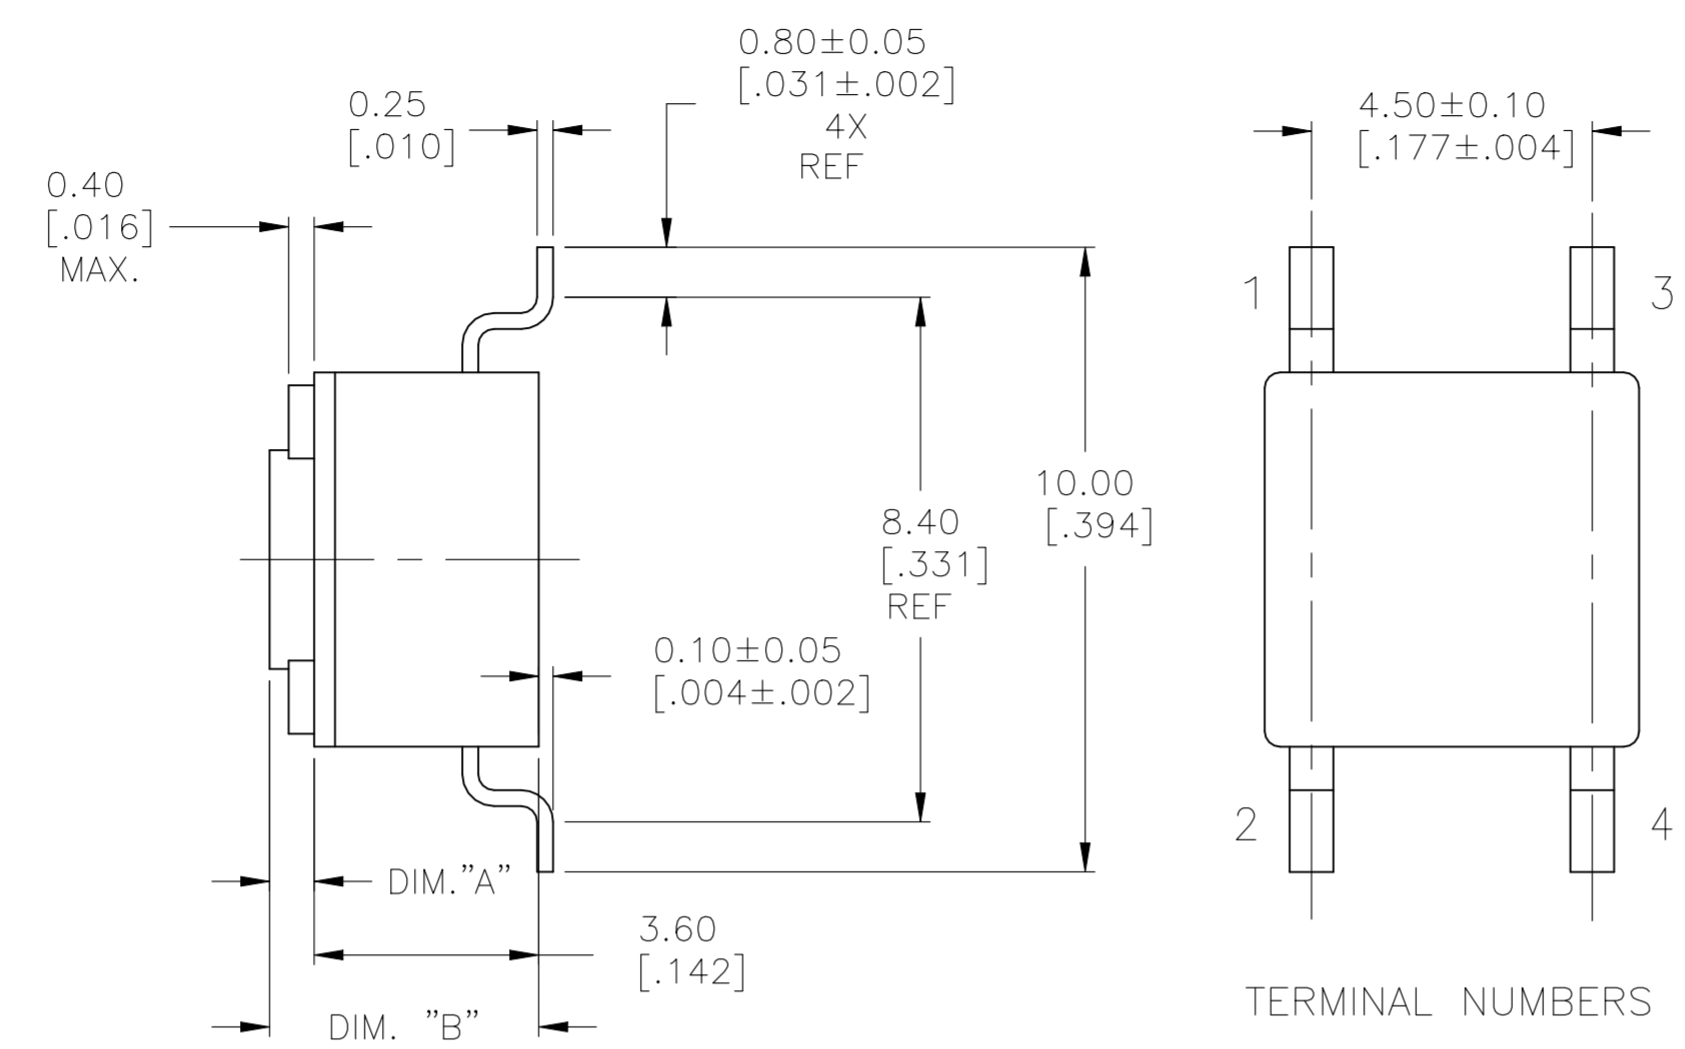 0.80±0.05
[.031±.002]
4X
REF
0.25
[.010]
4.50±0.10
[.177±.004]
0.40
[.016]
MAX.
1
3
10.00
[.394]
8.40
[.331]
REF
0.10±0.05
[.004±.002]
2
4
DIM."A"
3.60
[.142]
DIM. "B"
TERMINAL NUMBERS